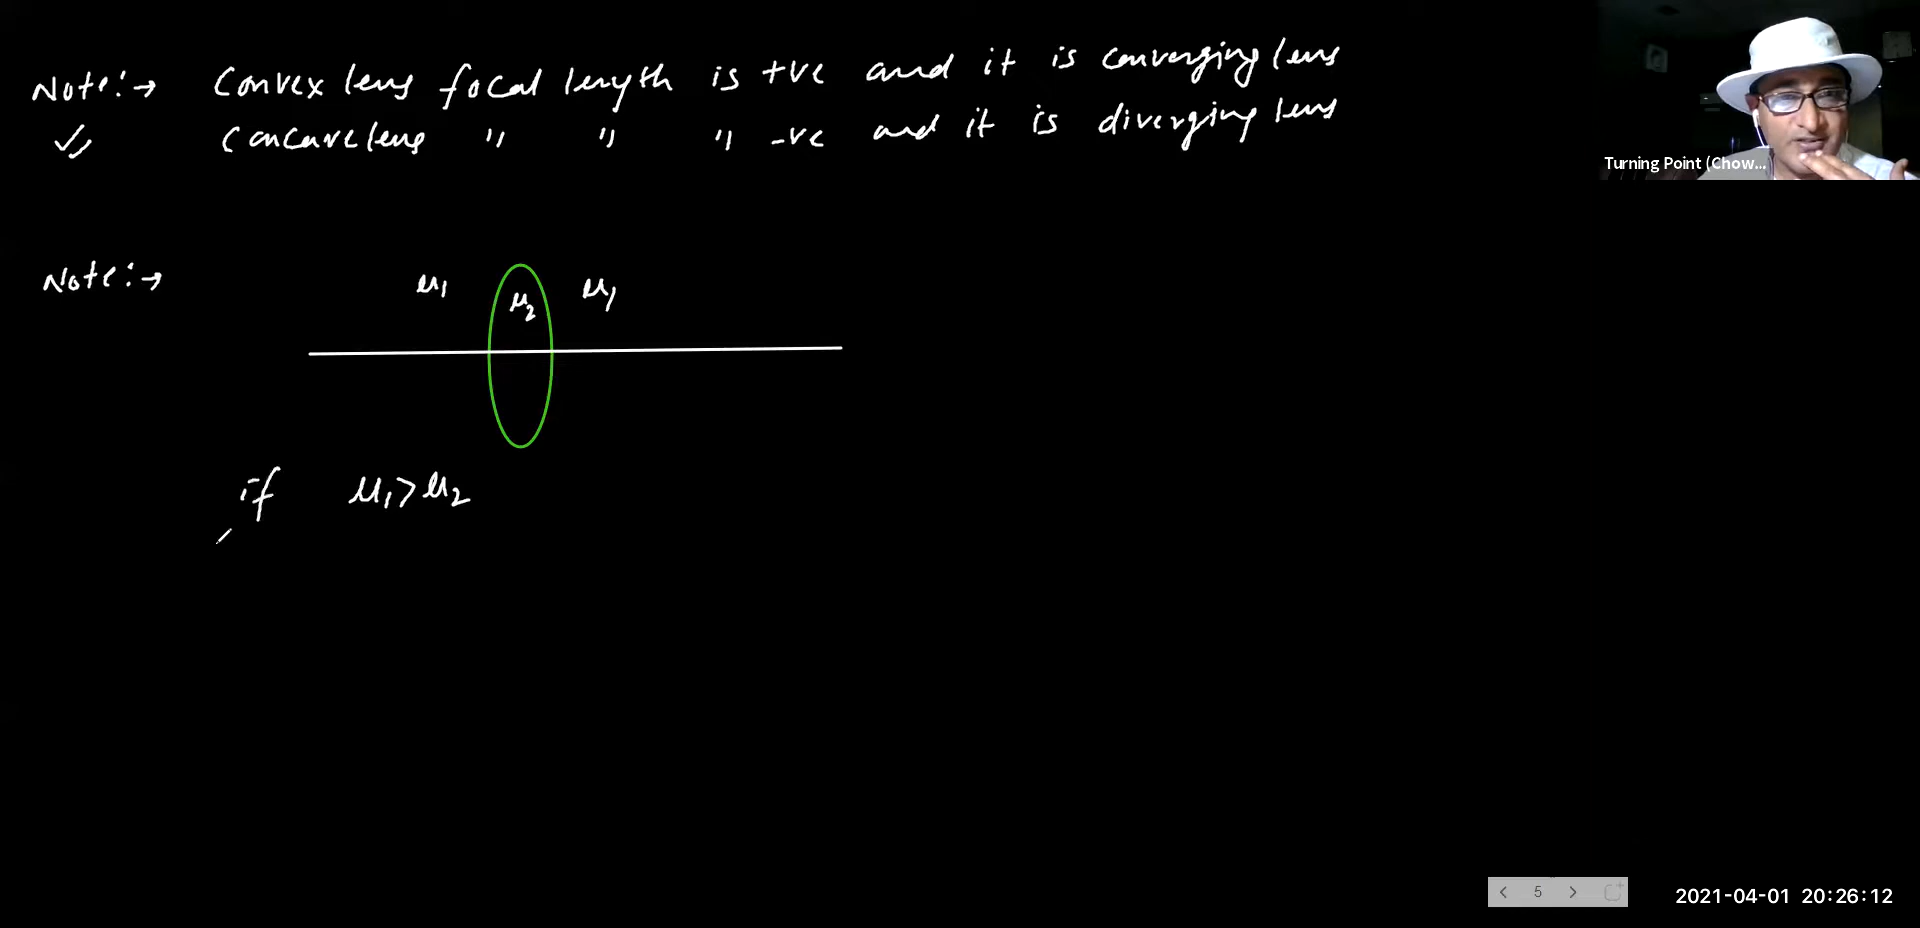 Note:→ Convex lens focal length is +ve and it is converging lens
Concave lens " " " -ve and it is diverging lens
Turning Point (Chow...
Note:→
μ1 μ2 μ1
if μ1>μ2
5
2021-04-01 20:26:12